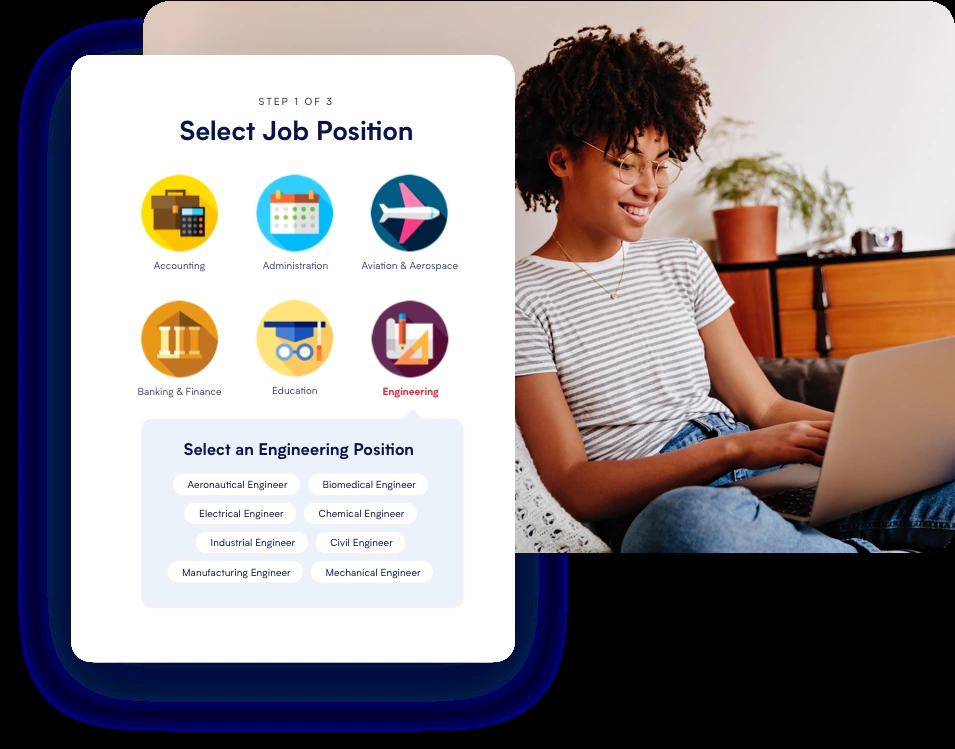 STEP 1 OF 3
Select Job Position
Accounting
Administration
Aviation & Aerospace
Banking & Finance
Education
Engineering
Select an Engineering Position
Aeronautical Engineer
Biomedical Engineer
Electrical Engineer
Chemical Engineer
Industrial Engineer
Civil Engineer
Manufacturing Engineer
Mechanical Engineer